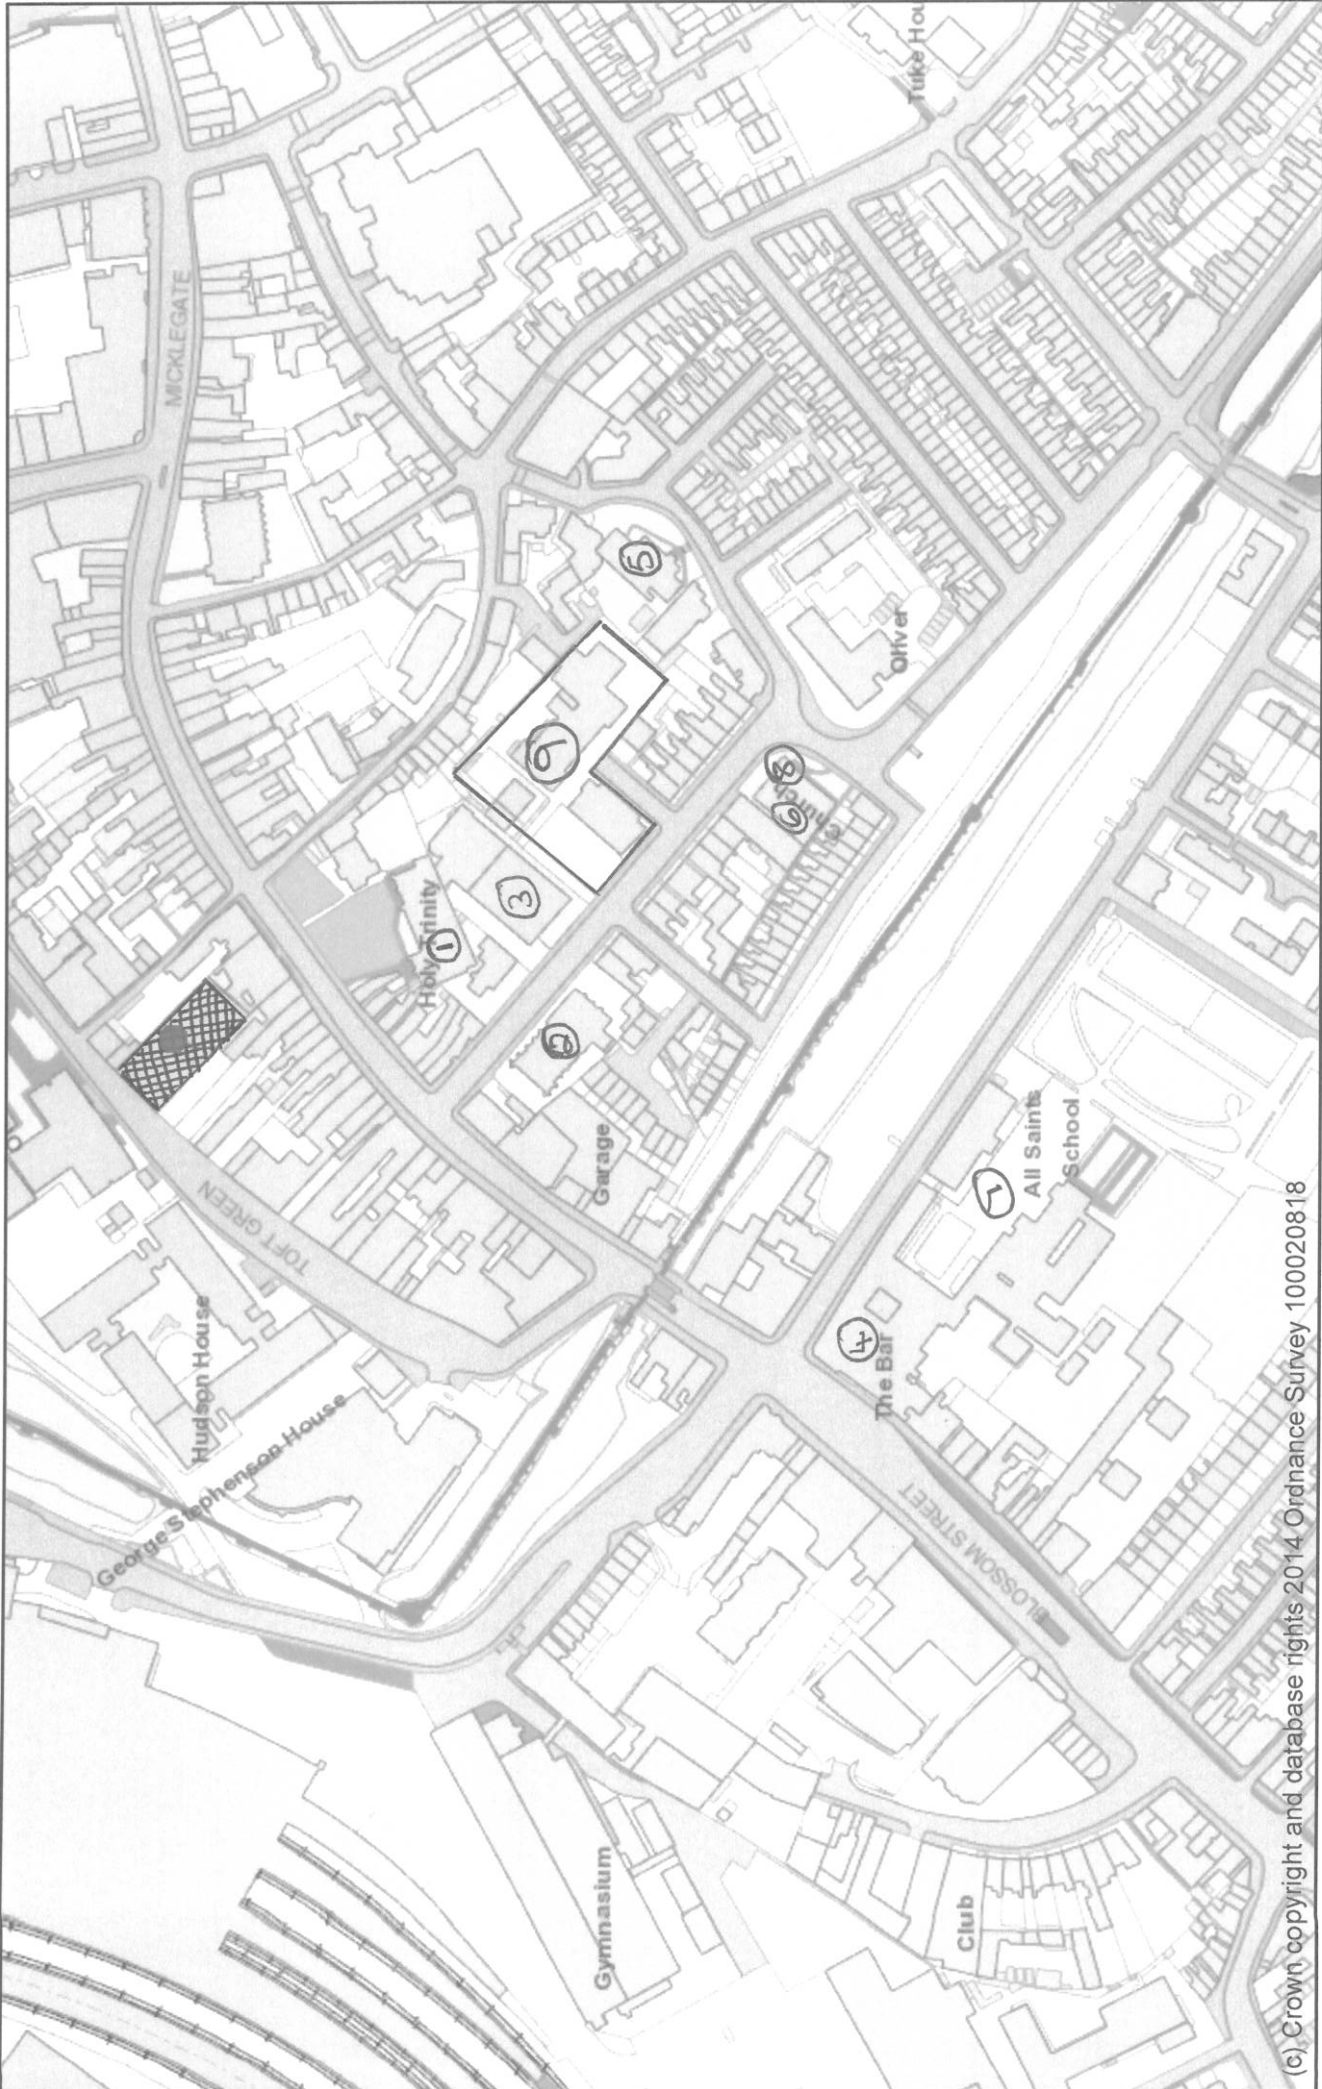 MICKLEGATE
Tuke Hou
5
9
Oliver
8
6
Church
3
Holy Trinity
1
2
Garage
TOFT GREEN
Hudson House
George Stephenson House
All Saints
School
7
4
The Bar
BLOSSOM STREET
Gymnasium
Club
(c) Crown copyright and database rights 2014 Ordnance Survey 100020818